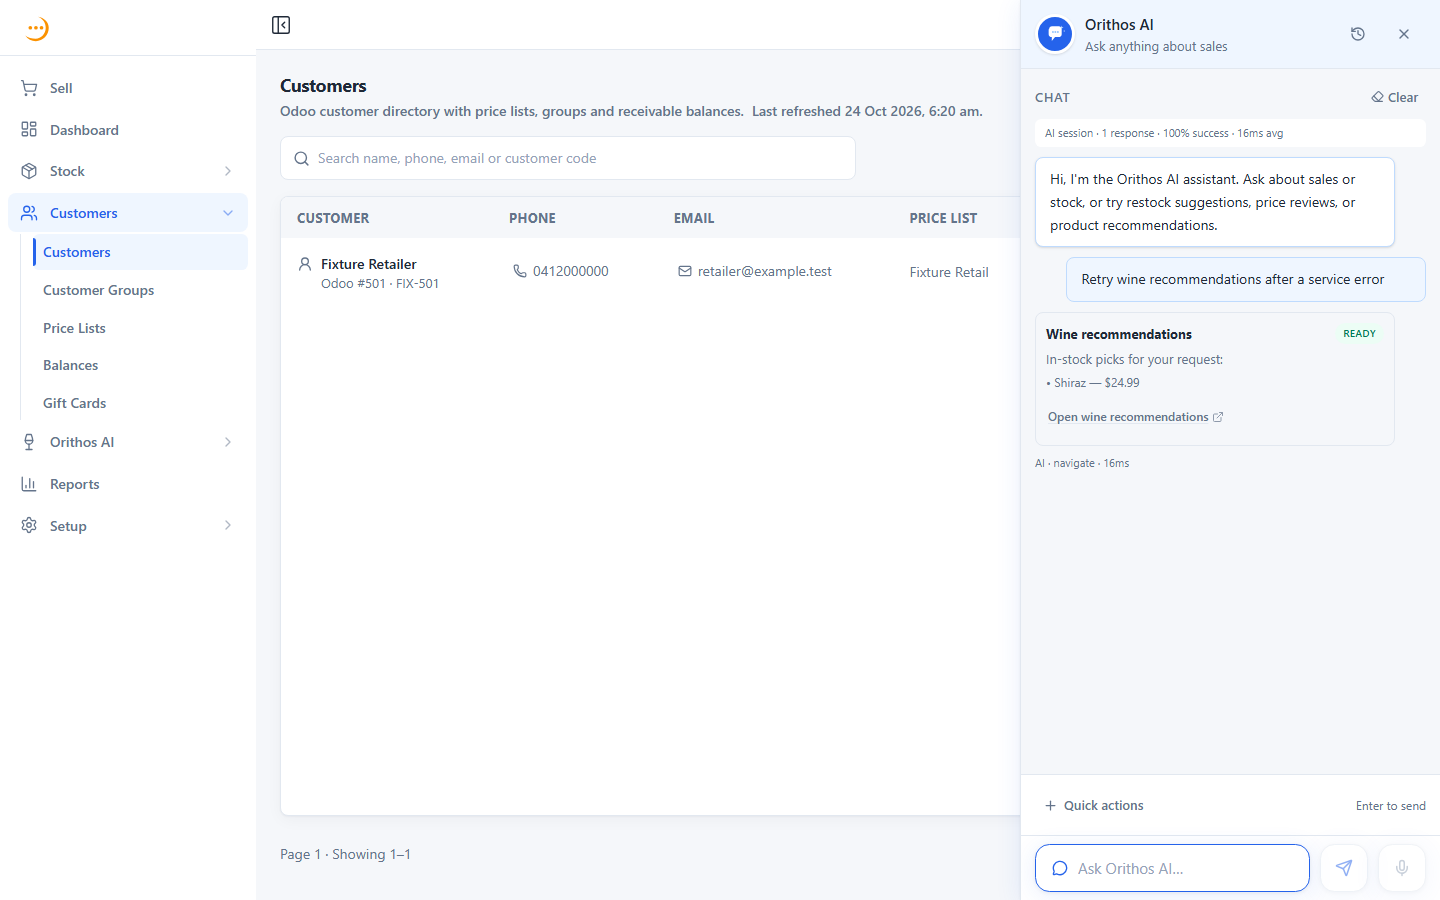 Sell
Dashboard
Stock
Customers
Customers
Customer Groups
Price Lists
Balances
Gift Cards
Orithos AI
Reports
Setup
Customers
Odoo customer directory with price lists, groups and receivable balances. Last refreshed 24 Oct 2026, 6:20 am.
Search name, phone, email or customer code
CUSTOMER PHONE EMAIL PRICE LIST
Fixture Retailer
Odoo #501 · FIX-501
0412000000
retailer@example.test
Fixture Retail
Page 1 · Showing 1–1
Orithos AI
Ask anything about sales
CHAT
Clear
AI session · 1 response · 100% success · 16ms avg
Hi, I'm the Orithos AI assistant. Ask about sales or
stock, or try restock suggestions, price reviews, or
product recommendations.
Retry wine recommendations after a service error
Wine recommendations
READY
In-stock picks for your request:
• Shiraz — $24.99
Open wine recommendations
AI · navigate · 16ms
Quick actions
Enter to send
Ask Orithos AI...